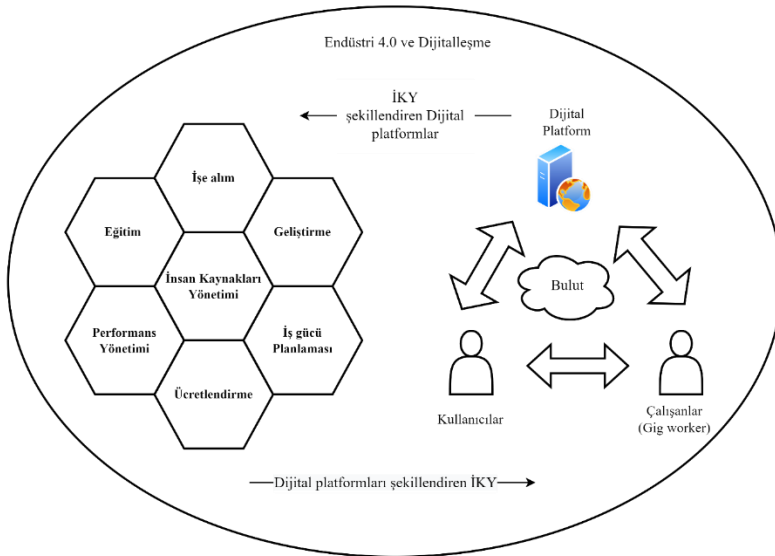 Endüstri 4.0 ve Dijitalleşme
İKY
şekillendiren Dijital
platformlar
Dijital
Platform
İşe alım
Eğitim
Geliştirme
İnsan Kaynakları
Yönetimi
Performans
Yönetimi
İş gücü
Planlaması
Ücretlendirme
Bulut
Kullanıcılar
Çalışanlar
(Gig worker)
Dijital platformları şekillendiren İKY